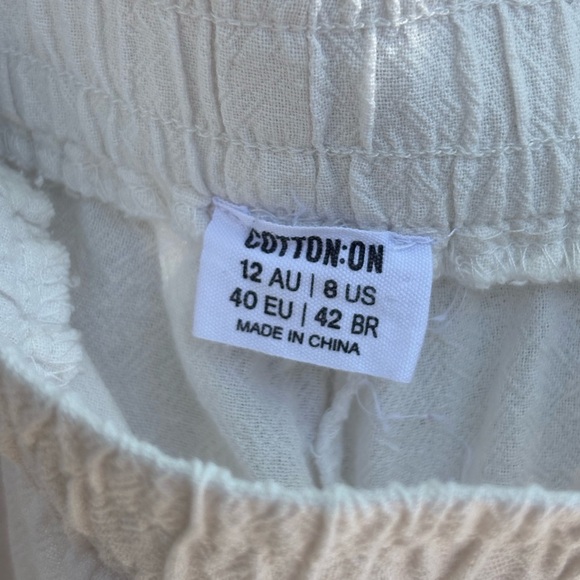 COTTON:ON
12 AU | 8 US
40 EU | 42 BR
MADE IN CHINA